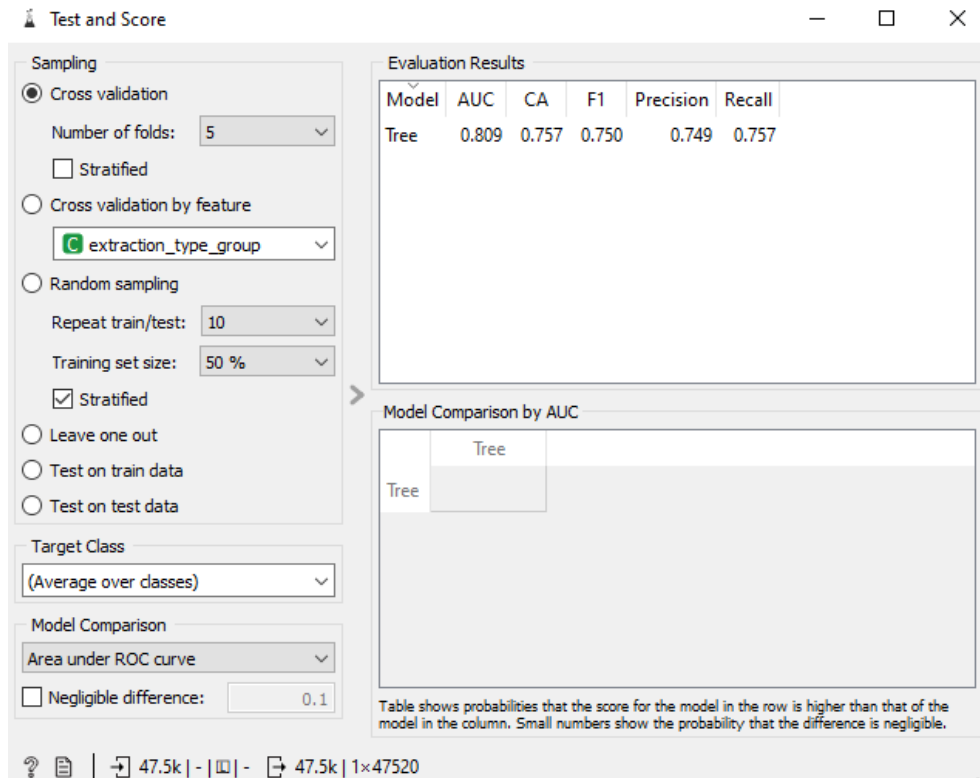 Test and Score
Sampling
Cross validation
Number of folds: 5
Stratified
Cross validation by feature
C extraction_type_group
Random sampling
Repeat train/test: 10
Training set size: 50 %
Stratified
Leave one out
Test on train data
Test on test data
Target Class
(Average over classes)
Model Comparison
Area under ROC curve
Negligible difference: 0.1
Evaluation Results
Model AUC CA F1 Precision Recall
Tree 0.809 0.757 0.750 0.749 0.757
>
Model Comparison by AUC
Tree
Tree
Table shows probabilities that the score for the model in the row is higher than that of the
model in the column. Small numbers show the probability that the difference is negligible.
? 47.5k | - | - 47.5k | 1×47520